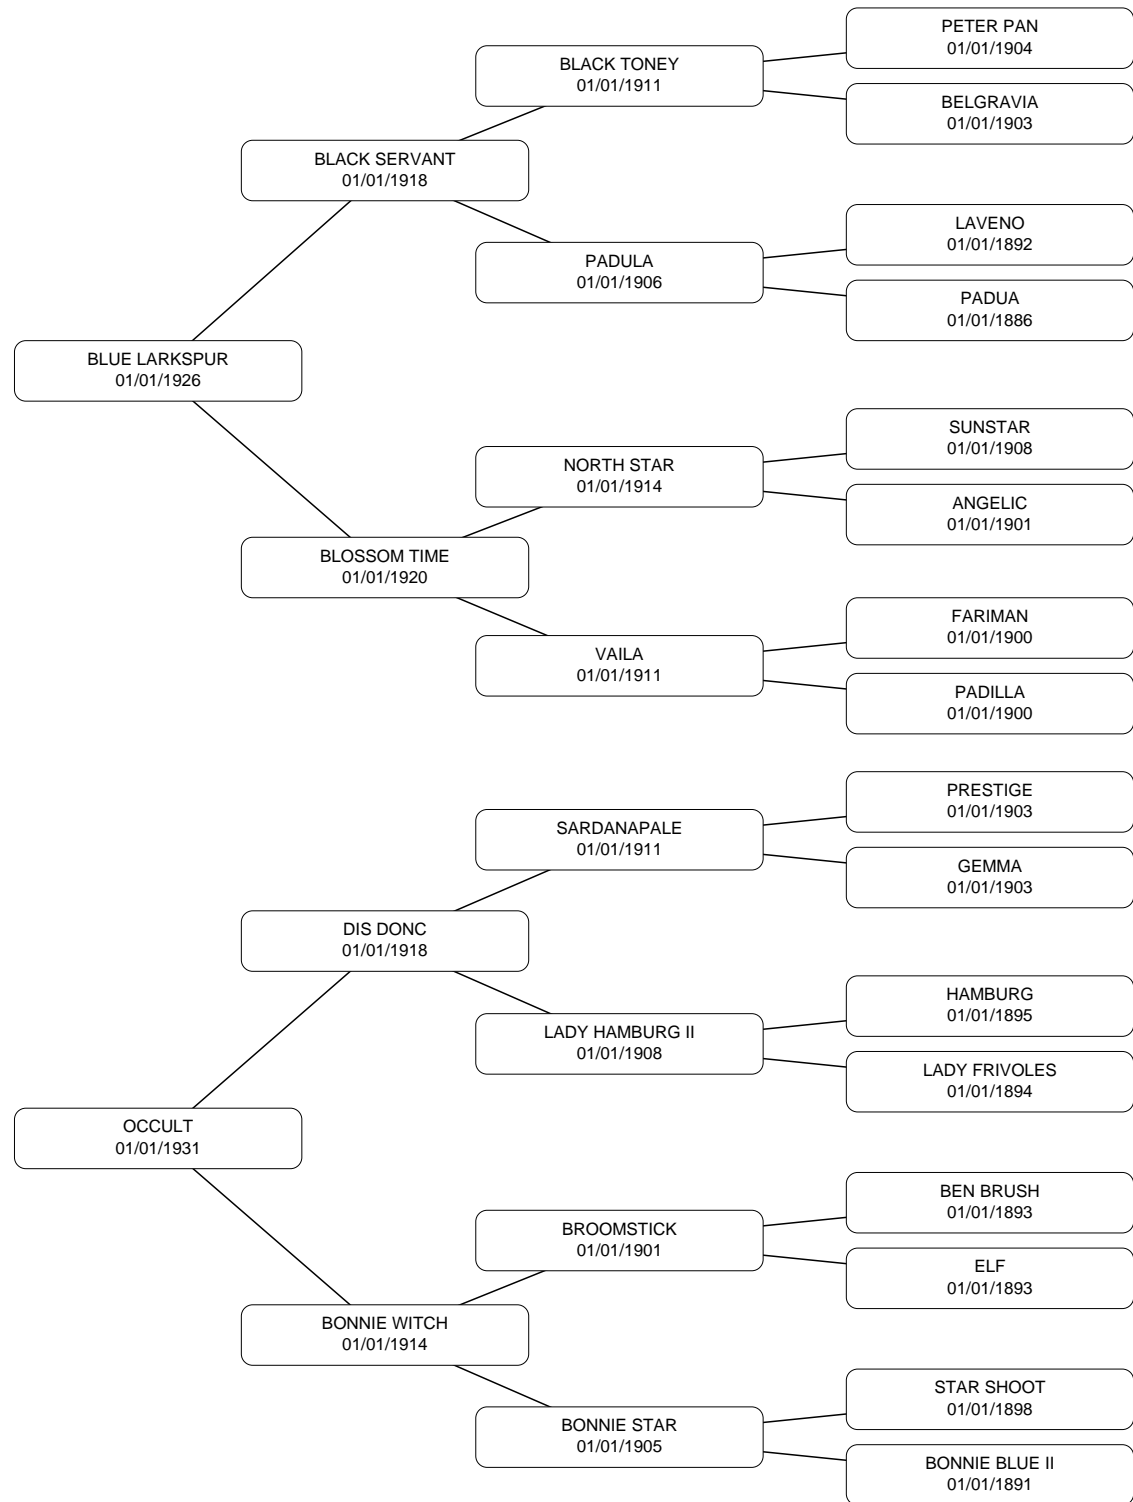 PETER PAN
01/01/1904
BLACK TONEY
01/01/1911
BELGRAVIA
01/01/1903
BLACK SERVANT
01/01/1918
LAVENO
01/01/1892
PADULA
01/01/1906
PADUA
01/01/1886
BLUE LARKSPUR
01/01/1926
SUNSTAR
01/01/1908
NORTH STAR
01/01/1914
ANGELIC
01/01/1901
BLOSSOM TIME
01/01/1920
FARIMAN
01/01/1900
VAILA
01/01/1911
PADILLA
01/01/1900
PRESTIGE
01/01/1903
SARDANAPALE
01/01/1911
GEMMA
01/01/1903
DIS DONC
01/01/1918
HAMBURG
01/01/1895
LADY HAMBURG II
01/01/1908
LADY FRIVOLES
01/01/1894
OCCULT
01/01/1931
BEN BRUSH
01/01/1893
BROOMSTICK
01/01/1901
ELF
01/01/1893
BONNIE WITCH
01/01/1914
STAR SHOOT
01/01/1898
BONNIE STAR
01/01/1905
BONNIE BLUE II
01/01/1891